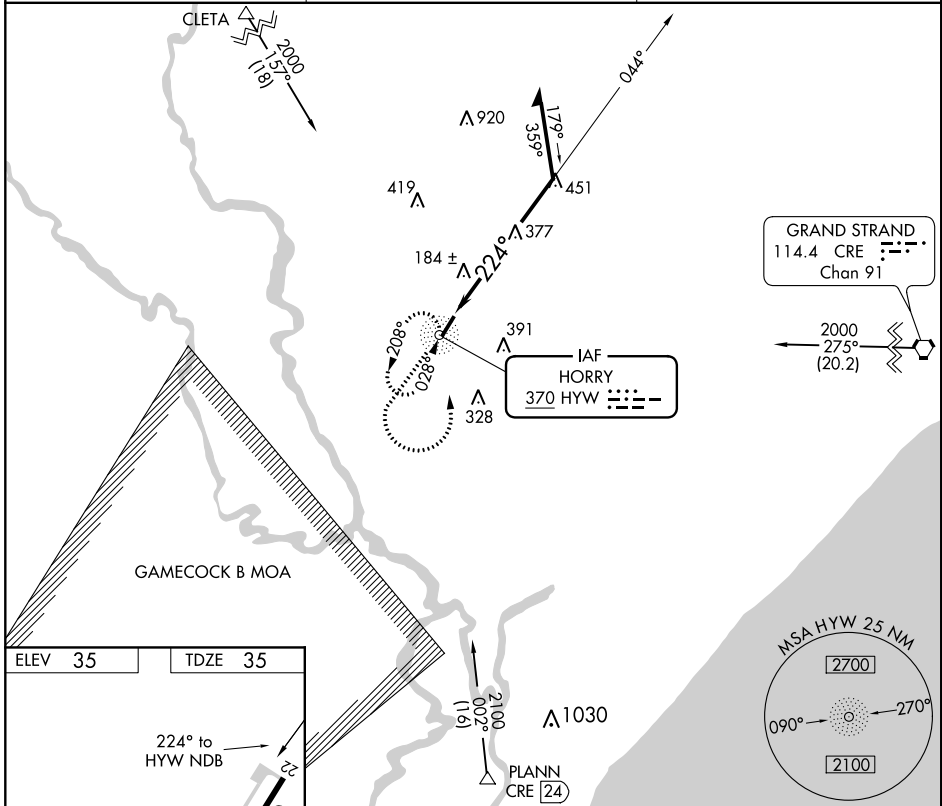 CLETA
2000
157°
(18)
044°
920
179°
359°
451
419
377
184 ±
224°
GRAND STRAND
114.4 CRE
Chan 91
2000
275°
(20.2)
391
208°
028°
IAF
HORRY
370 HYW
328
GAMECOCK B MOA
MSA HYW 25 NM
2700
090°
270°
2100
ELEV 35
TDZE 35
2100
002°
(16)
1030
224° to
HYW NDB
22
PLANN
CRE 24